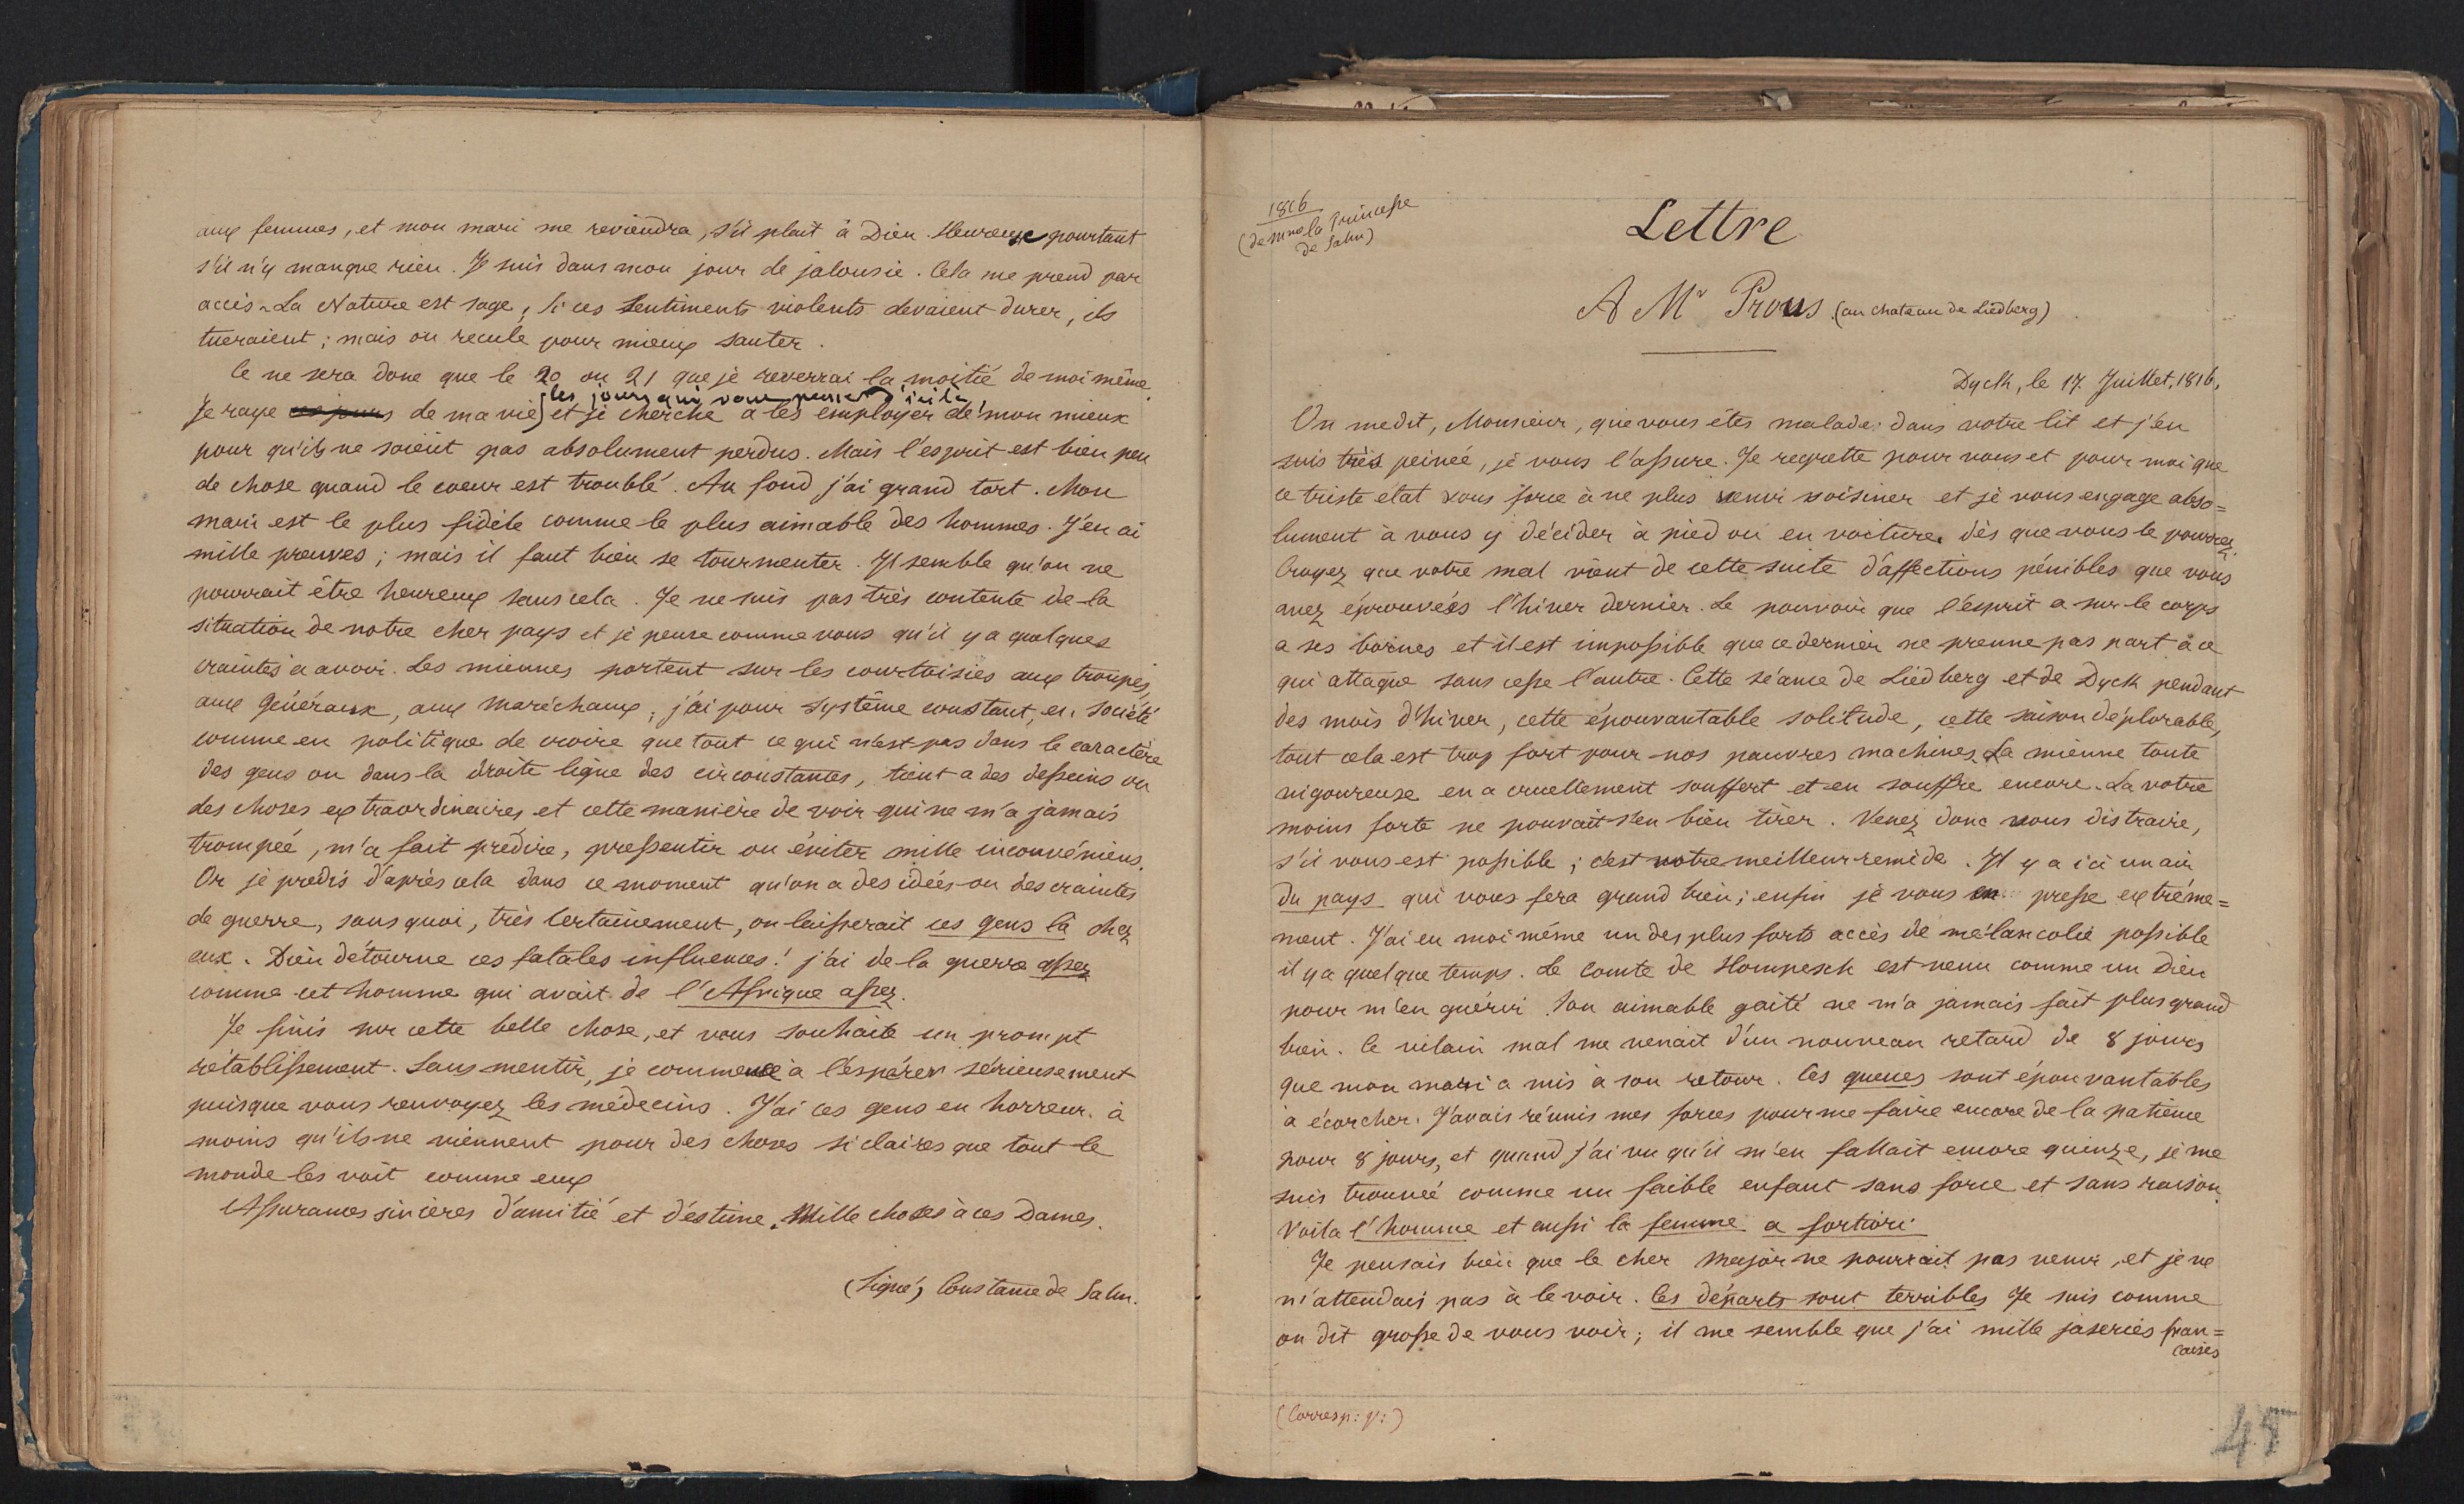 aux femmes, et mon mari me reviendra, s'il plait à Dieu. Heureuse pourtant
s'il n'y manque rien. Je suis dans mon jour de jalousie. Cela me prend par
accès. La Nature est sage, si ces sentiments violents devaient durer, ils
tueraient ; mais on recule pour mieux sauter.
Ce ne sera donc que le 20 ou 21 que je reverrai la moitié de moi même.
les jours qui vont passer d'ici là,
Je raye ces jours de ma vie et je cherche à les employer de mon mieux
pour qu'ils ne soient pas absolument perdus. Mais l'esprit est bien peu
de chose quand le coeur est troublé. Au fond j'ai grand tort. Mon
mari est le plus fidèle comme le plus aimable des hommes. J'en ai
mille preuves ; mais il faut bien se tourmenter. Il semble qu'on ne
pourrait être heureux sans cela. Je ne suis pas très contente de la
situation de notre cher pays et je pense comme vous qu'il y a quelques
craintes à avoir. Les miennes portent sur les courtoisies aux troupes,
aux Généraux, aux Maréchaux ; j'ai pour système constant, en société
comme en politique de croire que tout ce qui n'est pas dans le caractère
des gens ou dans la droite ligne des circonstances, tient a des desseins ou
des choses extraordinaires et cette manière de voir qui ne m'a jamais
trompée, m'a fait prédire, pressentir ou éviter mille inconvéniens.
Or je prédis d'après cela dans ce moment qu'on a des idées ou des craintes
de guerre, sans quoi, très certainement, on laisserait ces gens là chez
eux. Dieu détourne ces fatales influences ! j'ai de la guerre assez
comme cet homme qui avait de l'Afrique assez.
Je finis sur cette belle chose, et vous souhaite un prompt
rétablissement. Sans mentir, je commence à l'espérer sérieusement
puisque vous renvoyez les médecins. J'ai ces gens en horreur. à
moins qu'ils ne viennent pour des choses si claires que tout le
monde les voit comme eux
Assurances sincères d'amitié et d'estime. Mille choses à ces Dames.
(Signé) Constance de Salm.
1816
(de Mme la Princesse
de Salm)
Lettre
A Mr Prous (au chateau de Liedberg)
Dyck, le 17 Juillet, 1816,
On me dit, Monsieur, que vous êtes malade dans votre lit et j'en
suis très peinée, je vous l'assure. Je regrette pour vous et pour moi que
ce triste état vous force à ne plus venir voisiner et je vous engage abso=
lument à vous y décider à pied ou en voiture, dès que vous le pourrez.
Croyez que votre mal vient de cette suite d'affections pénibles que vous
avez éprouvées l'hiver dernier. Le pouvoir que l'esprit a sur le corps
a ses bornes et il est impossible que ce dernier ne prenne pas part à ce
qui attaque sans cesse l'autre. Cette séance de Liedberg et de Dyck pendant
des mois d'hiver, cette épouvantable solitude, cette saison déplorable,
tout cela est trop fort pour nos pauvres machines. La mienne toute
vigoureuse en a cruellement souffert et en souffre encore. La votre
moins forte ne pouvait s'en bien tirer. Venez donc vous distraire,
s'il vous est possible ; c'est votre meilleur remède. Il y a ici un air
du pays qui vous fera grand bien ; enfin je vous en presse extrême=
ment. J'ai eu moi même un des plus forts accès de mélancolie possible
il y a quelque temps. Le Comte de Hompesch est venu comme un Dieu
pour m'en guérir. Son aimable gaité ne m'a jamais fait plus grand
bien. Ce vilain mal me venait d'un nouveau retard de 8 jours
que mon mari a mis à son retour. Ces queues sont épouvantables
à écorcher. J'avais réunis mes forces pour me faire encore de la patience
pour 8 jours, et quand j'ai vu qu'il m'en fallait encore quinze, je me
suis trouvée comme un faible enfant sans force et sans raison.
Voila l'homme et aussi la femme a fortiori
Je pensais bien que le cher Major ne pourrait pas venir, et je ne
m'attendais pas à le voir. Ces départs sont terribles Je suis comme
on dit grosse de vous voir ; il me semble que j'ai mille jaseries fran=
caises
(Corresp: p:)
45